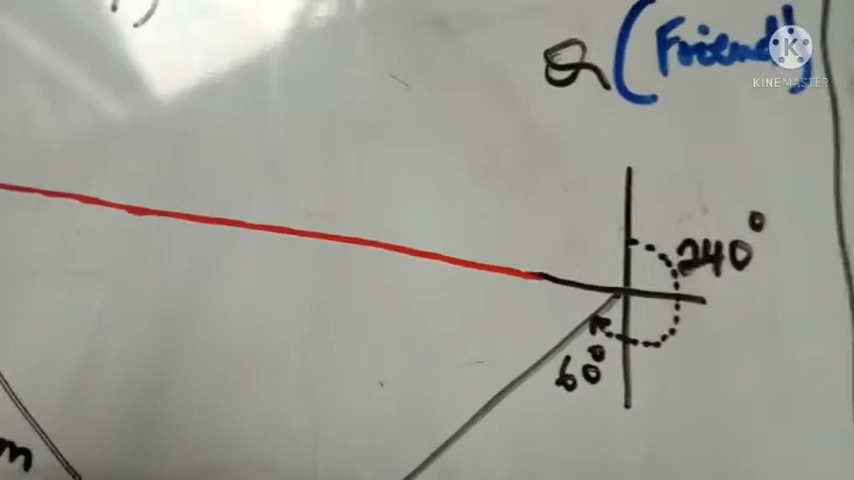 Q (Friend)
K
KINEMASTER
240°
60°
m